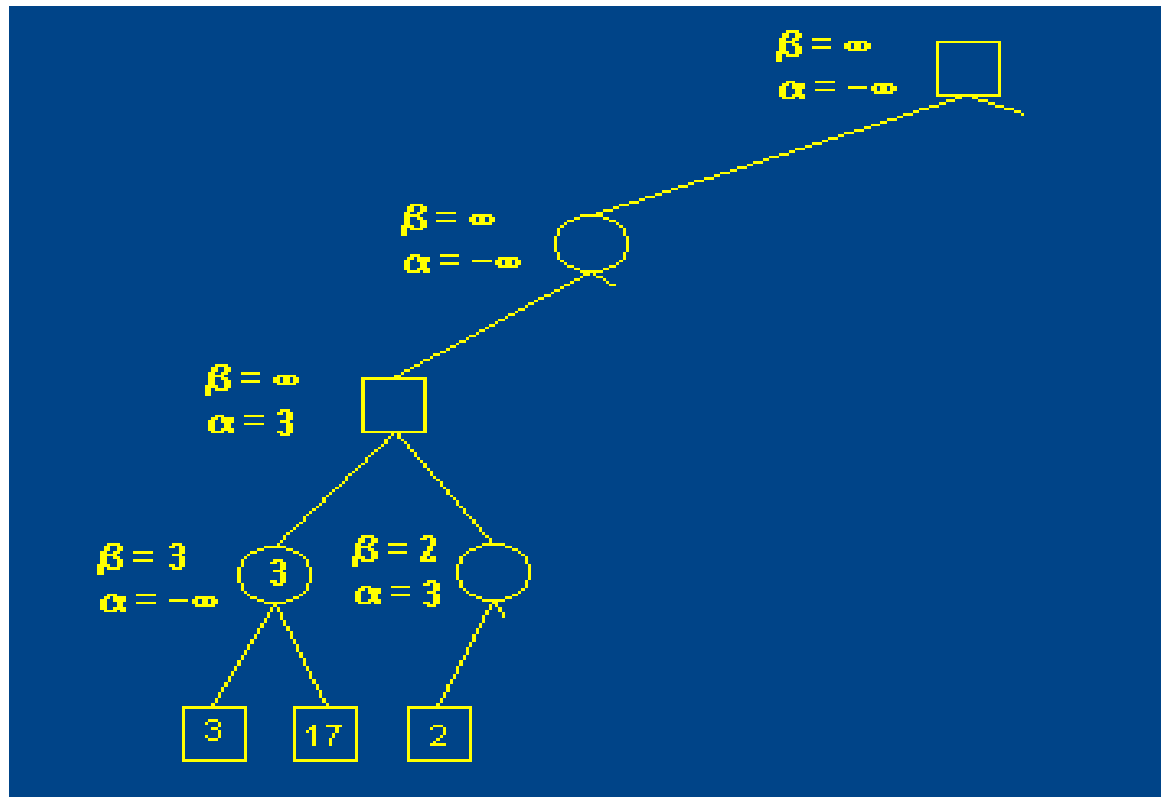 β = ∞
α = −∞
β = ∞
α = −∞
β = ∞
α = 3
β = 3
α = −∞
3
β = 2
α = 3
3
17
2